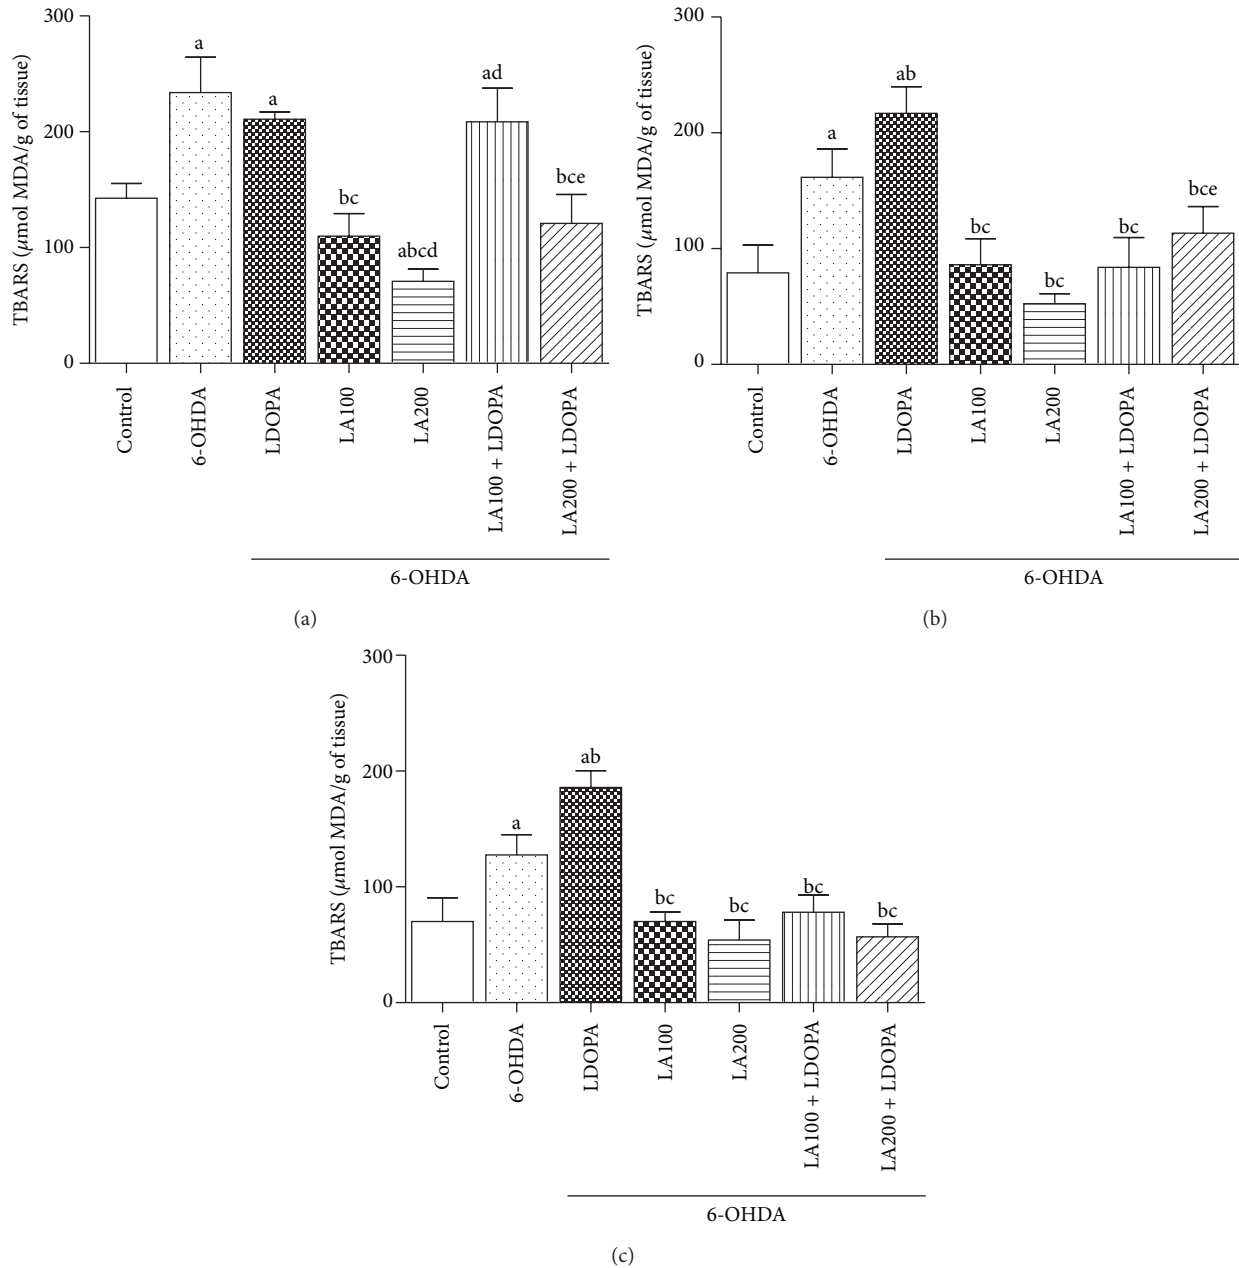 300
200
100
0
TBARS (µmol MDA/g of tissue)
a
a
bc
abcd
ad
bce
Control
6-OHDA
LDOPA
LA100
LA200
LA100 + LDOPA
LA200 + LDOPA
6-OHDA
(a)
300
200
100
0
TBARS (µmol MDA/g of tissue)
a
ab
bc
bc
bc
bce
Control
6-OHDA
LDOPA
LA100
LA200
LA100 + LDOPA
LA200 + LDOPA
6-OHDA
(b)
300
200
100
0
TBARS (µmol MDA/g of tissue)
a
ab
bc
bc
bc
bc
Control
6-OHDA
LDOPA
LA100
LA200
LA100 + LDOPA
LA200 + LDOPA
6-OHDA
(c)